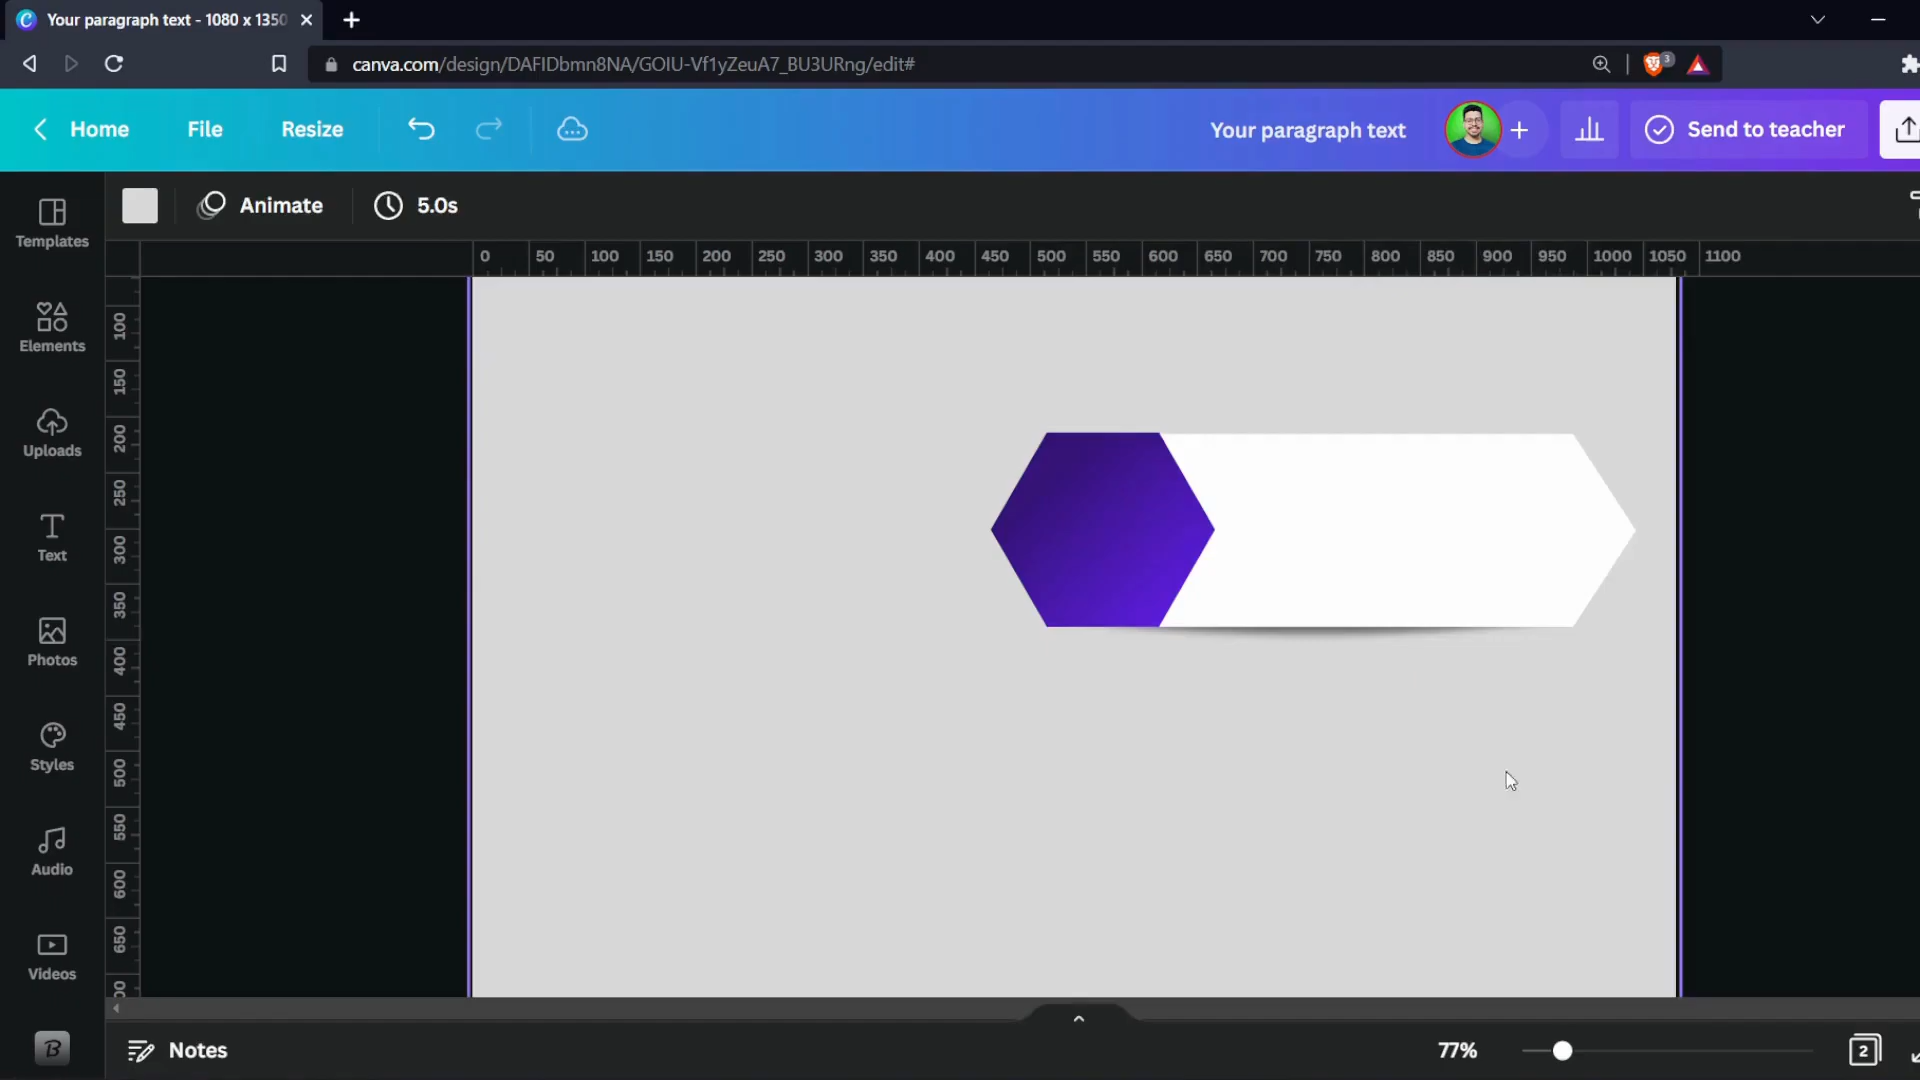 Your paragraph text - 1080 x 1350
canva.com/design/DAFIDbmn8NA/GOIU-Vf1yZeuA7_BU3URng/edit#
3
Home
File
Resize
Your paragraph text
Send to teacher
Animate
5.0s
0 50 100 150 200 250 300 350 400 450 500 550 600 650 700 750 800 850 900 950 1000 1050 1100
Templates
Elements
Uploads
Text
Photos
Styles
Audio
Videos
100
150
200
250
300
350
400
450
500
550
600
650
Notes
77%
2